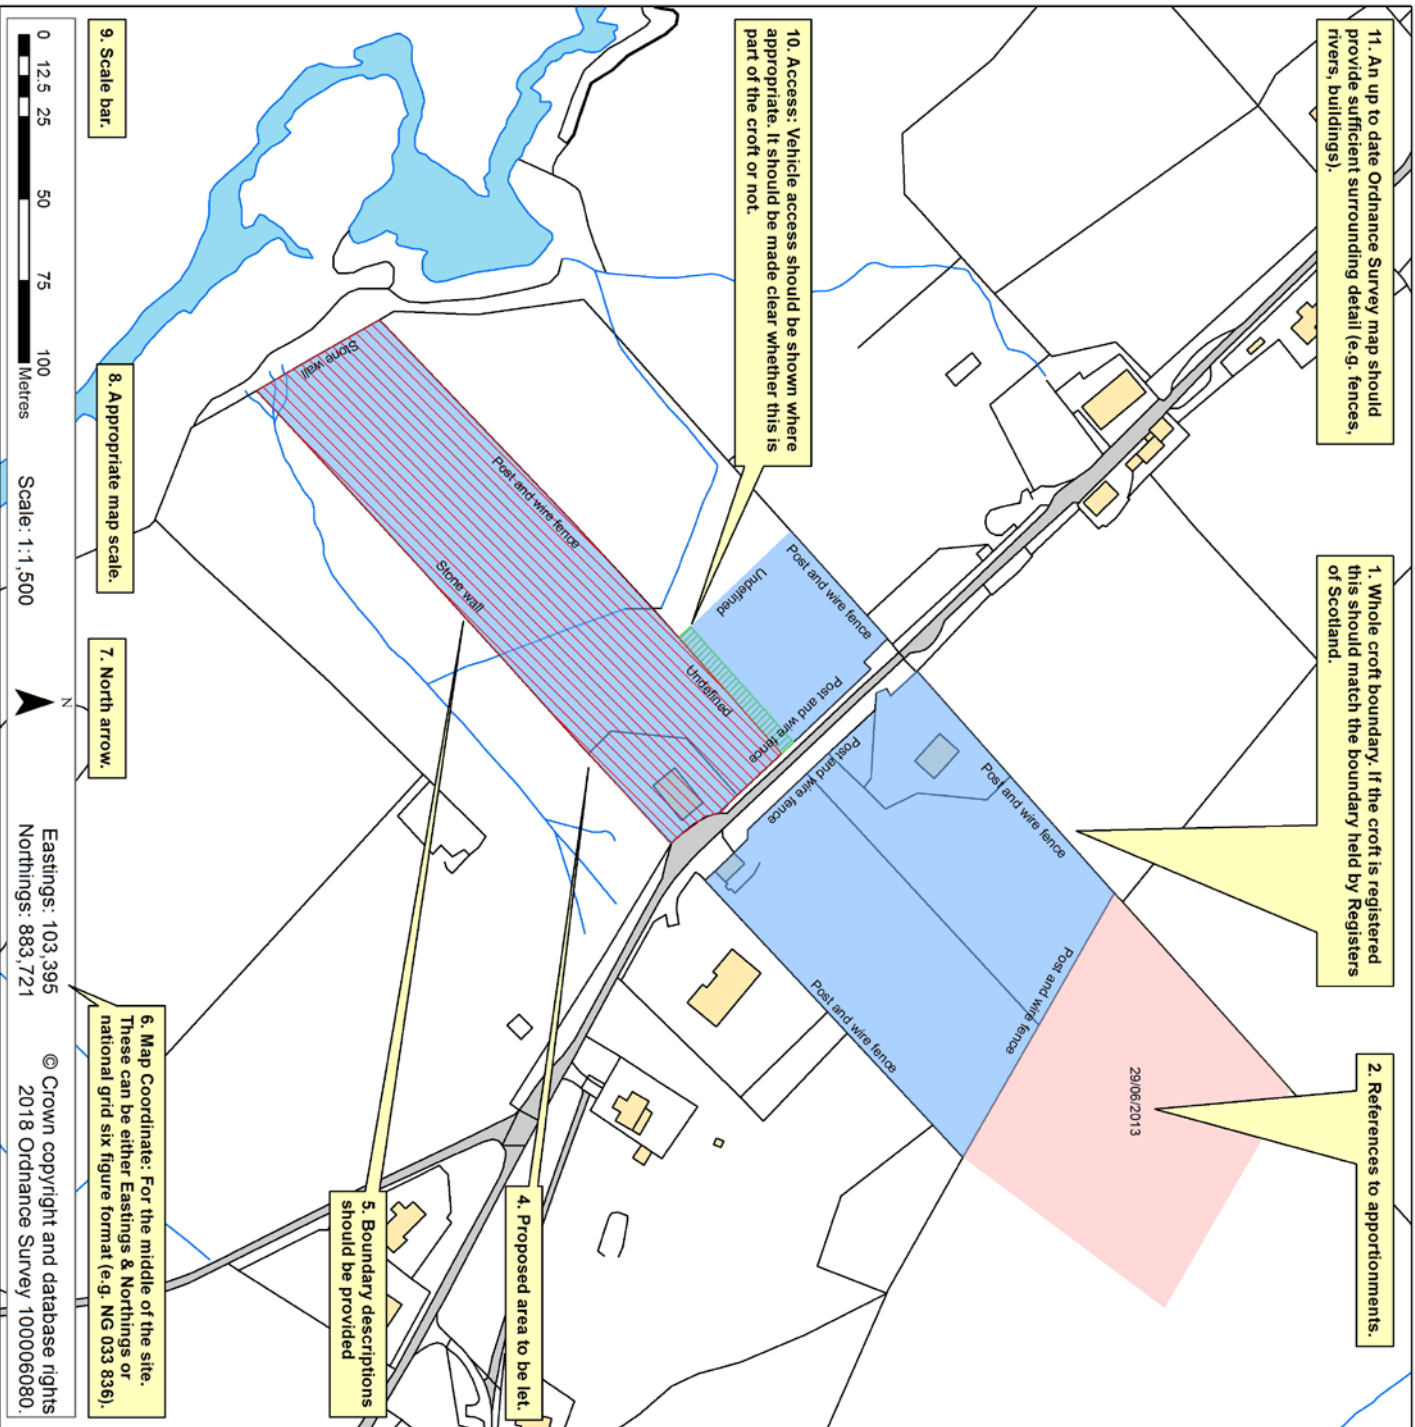 11. An up to date Ordnance Survey map should
provide sufficient surrounding detail (e.g. fences,
rivers, buildings).
1. Whole croft boundary. If the croft is registered
this should match the boundary held by Registers
of Scotland.
2. References to apportionments.
10. Access: Vehicle access should be shown where
appropriate. It should be made clear whether this is
part of the croft or not.
29/06/2013
Post and wire fence
Post and wire fence
Post and wire fence
Post and wire fence
Post and wire fence
Post and wire fence
Undefined
Undefined
Post and wire fence
Stone wall
Stone wall
4. Proposed area to be let.
5. Boundary descriptions
should be provided
9. Scale bar.
8. Appropriate map scale.
7. North arrow.
6. Map Coordinate: For the middle of the site.
These can be either Eastings & Northings or
national grid six figure format (e.g. NG 033 836).
0 12.5 25 50 75 100
Metres
Scale: 1:1,500
N
Eastings: 103,395
Northings: 883,721
© Crown copyright and database rights
2018 Ordnance Survey 100006080.